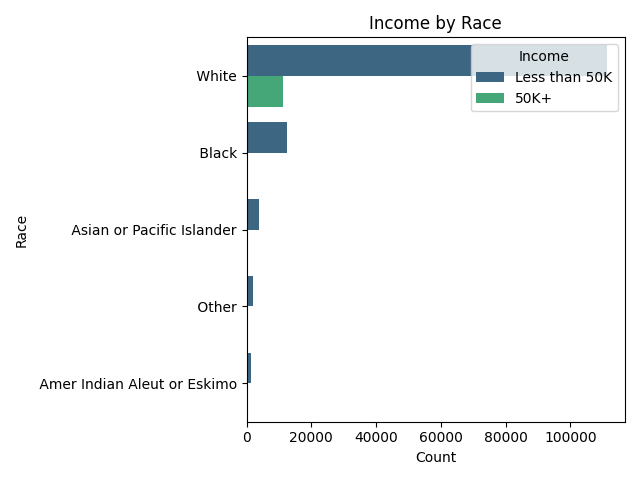 Income by Race
Income
Less than 50K
50K+
White
Black
Asian or Pacific Islander
Other
Amer Indian Aleut or Eskimo
Race
0 20000 40000 60000 80000 100000
Count